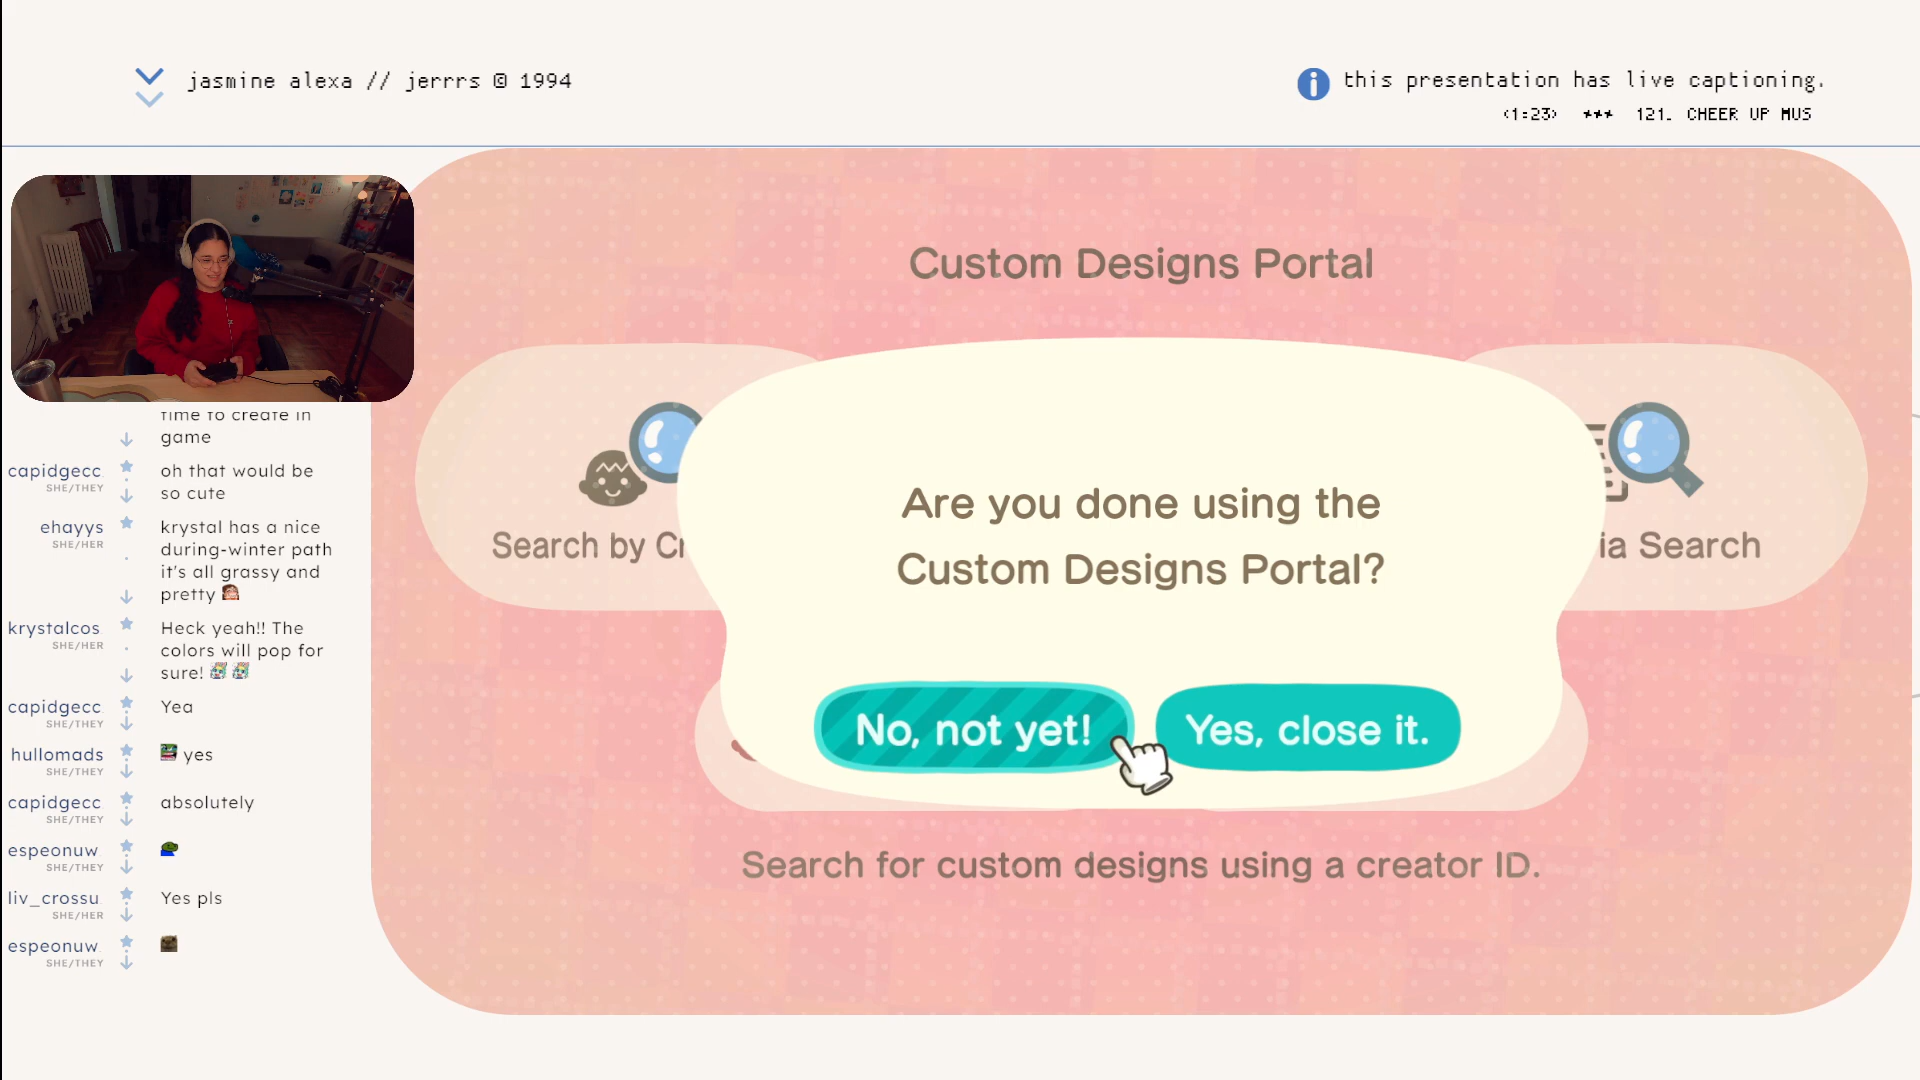 jasmine alexa // jerrrs @ 1994
this presentation has live captioning.
<1:23> *** 121. CHEER UP MUS
time to create in
game
capidgecc
SHE/THEY
oh that would be
so cute
ehayys
SHE/HER
krystal has a nice
during-winter path
it's all grassy and
pretty
krystalcos
SHE/HER
Heck yeah!! The
colors will pop for
sure!
capidgecc
SHE/THEY
Yea
hullomads
SHE/THEY
yes
capidgecc
SHE/THEY
absolutely
espeonuw
SHE/THEY
liv_crossu
SHE/HER
Yes pls
espeonuw
SHE/THEY
Custom Designs Portal
Search by Cr
ia Search
Are you done using the
Custom Designs Portal?
No, not yet!
Yes, close it.
Search for custom designs using a creator ID.